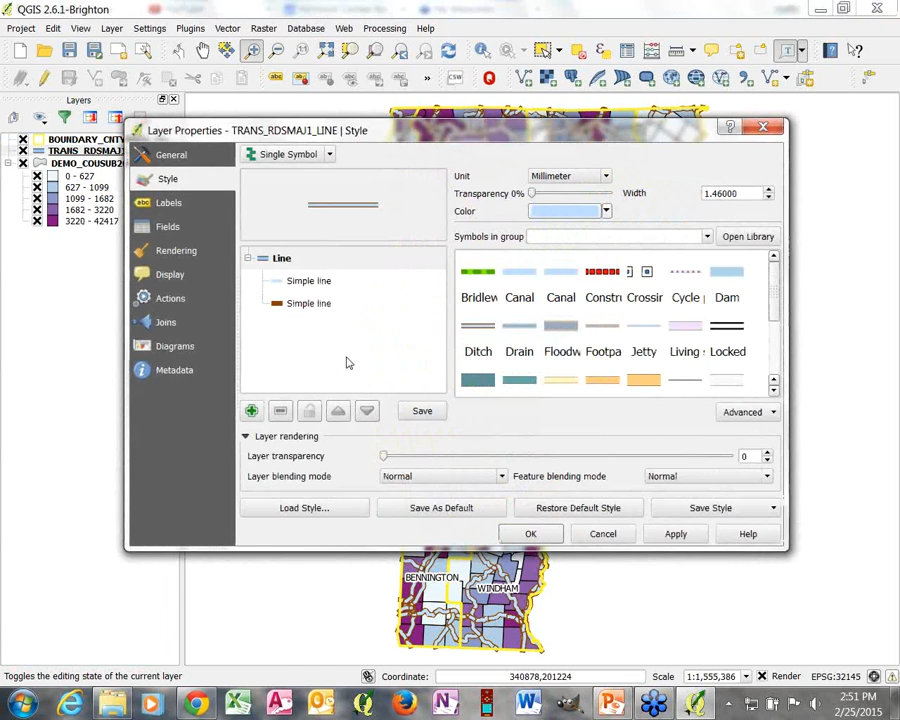 QGIS 2.6.1-Brighton
Project Edit View Layer Settings Plugins Vector Raster Database Web Processing Help
CSW
Layers
BOUNDARY_CITY
TRANS_RDSMAJ1
DEMO_COUSUB2
0 - 627
627 - 1099
1099 - 1682
1682 - 3220
3220 - 42417
Layer Properties - TRANS_RDSMAJ1_LINE | Style
General
Style
Labels
Fields
Rendering
Display
Actions
Joins
Diagrams
Metadata
Single Symbol
Unit Millimeter
Transparency 0% Width 1.46000
Color
Symbols in group Open Library
Line
Simple line
Simple line
Bridlew Canal Canal Constru Crossin Cycle p Dam
Ditch Drain Floodw Footpa Jetty Living s Locked
Save
Advanced
Layer rendering
Layer transparency 0
Layer blending mode Normal Feature blending mode Normal
Load Style... Save As Default Restore Default Style Save Style
OK Cancel Apply Help
BENNINGTON
WINDHAM
Toggles the editing state of the current layer Coordinate: 340878,201224 Scale 1:1,555,386 Render EPSG:32145
2:51 PM
2/25/2015